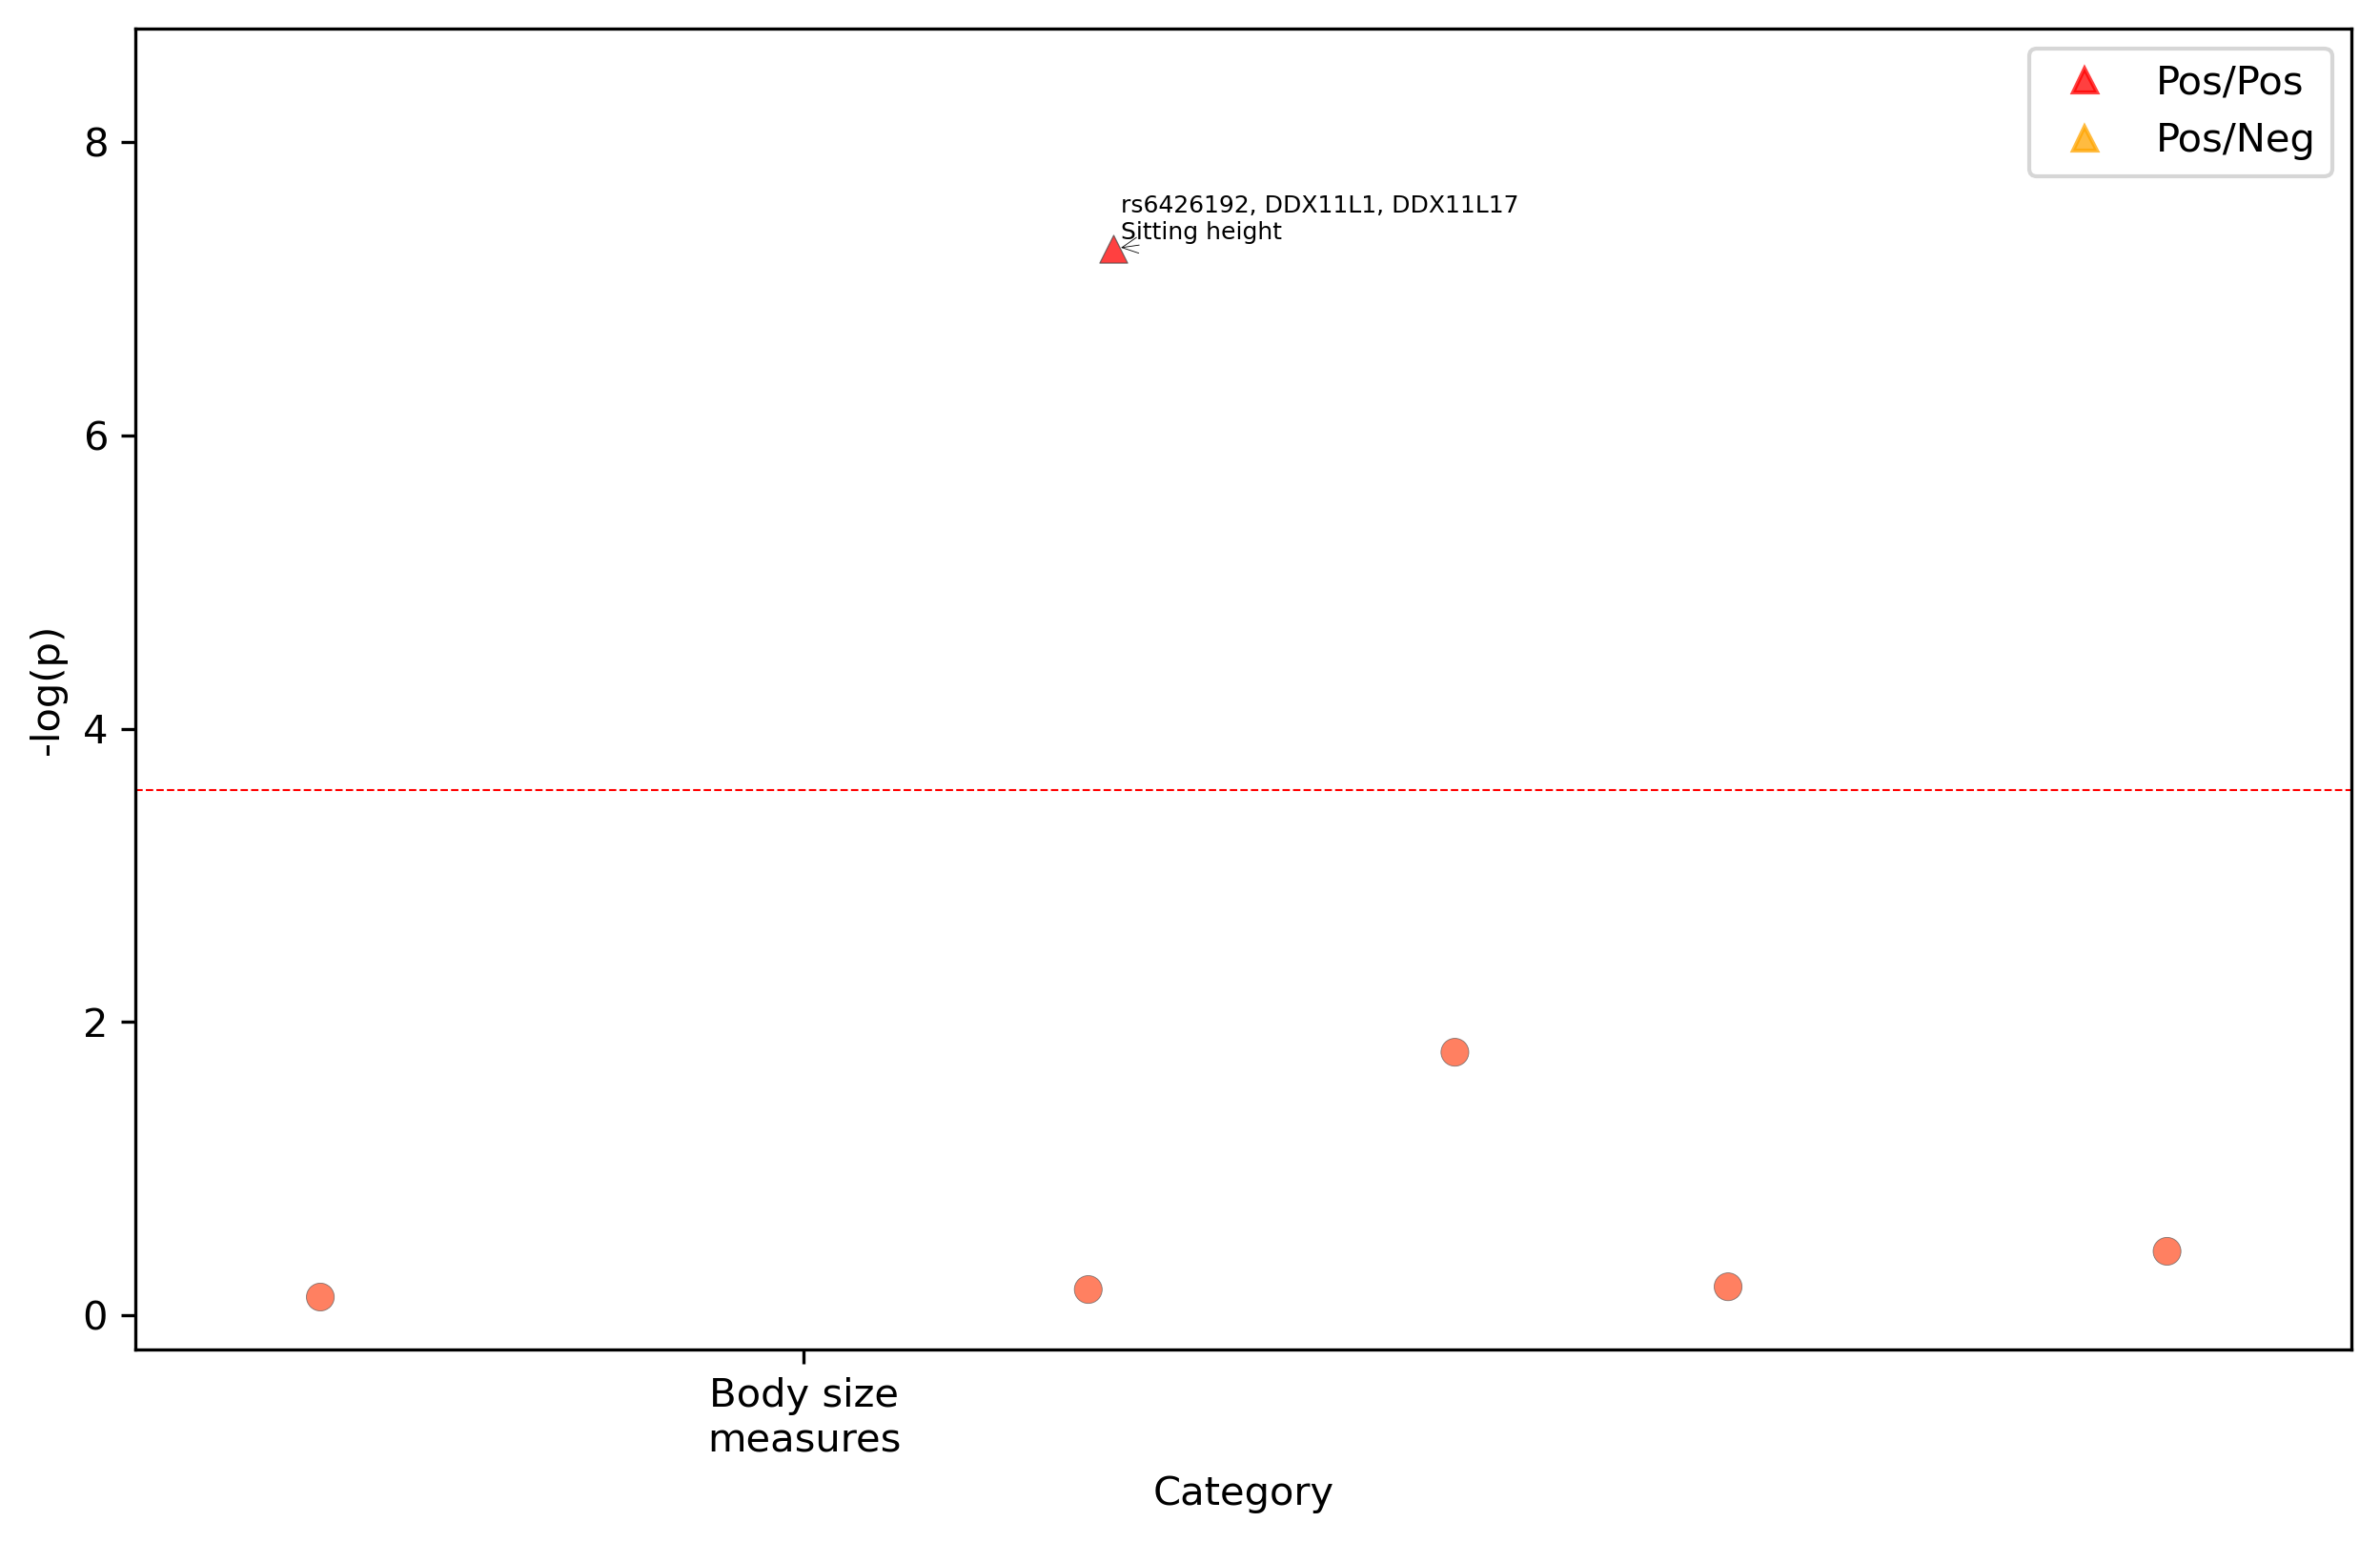 Pos/Pos
Pos/Neg
rs6426192, DDX11L1, DDX11L17
Sitting height
8
6
4
2
0
-log(p)
Body size
measures
Category